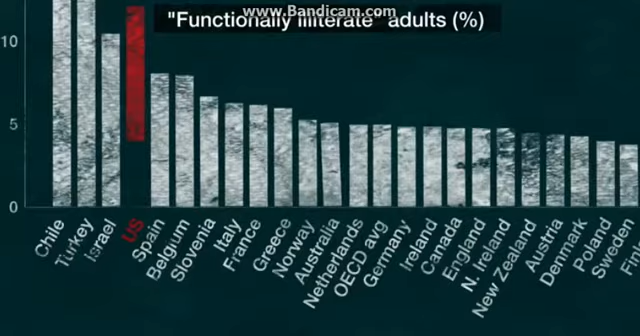 www.Bandicam.com
"Functionally illiterate" adults (%)
10
5
0
Chile
Turkey
Israel
US
Spain
Belgium
Slovenia
Italy
France
Greece
Norway
Australia
Netherlands
OECD avg
Germany
Ireland
Canada
England
N. Ireland
New Zealand
Austria
Denmark
Poland
Sweden
Fin